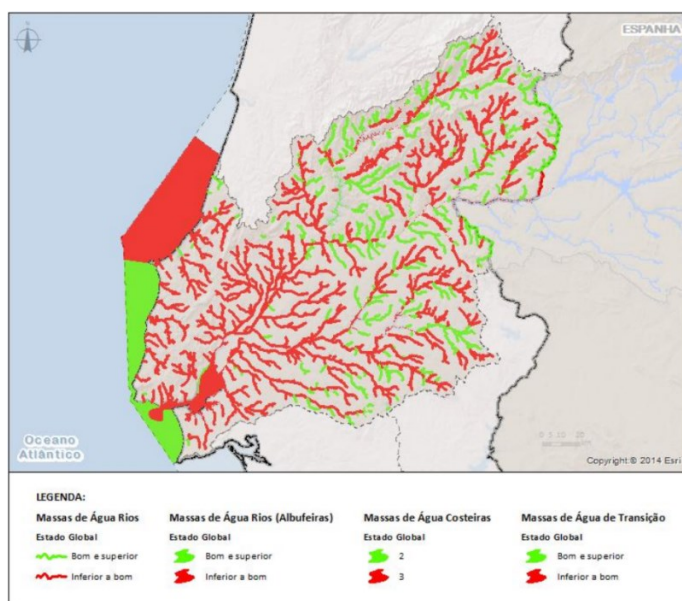 ESPANHA
Oceano
Atlântico
Copyright:© 2014 Esri
LEGENDA:
Massas de Água Rios
Estado Global
Bom e superior
Inferior a bom
Massas de Água Rios (Albufeiras)
Estado Global
Bom e superior
Inferior a bom
Massas de Água Costeiras
Estado Global
2
3
Massas de Água de Transição
Estado Global
Bom e superior
Inferior a bom